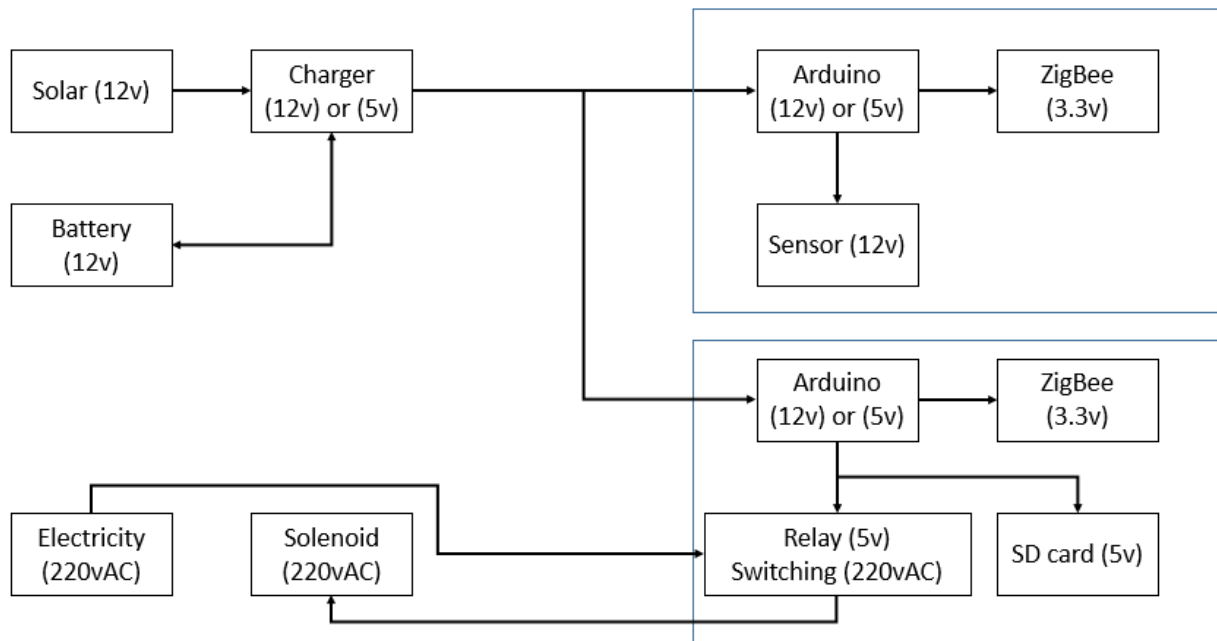 Solar (12v)
Charger
(12v) or (5v)
Arduino
(12v) or (5v)
ZigBee
(3.3v)
Battery
(12v)
Sensor (12v)
Arduino
(12v) or (5v)
ZigBee
(3.3v)
Electricity
(220vAC)
Solenoid
(220vAC)
Relay (5v)
Switching (220vAC)
SD card (5v)